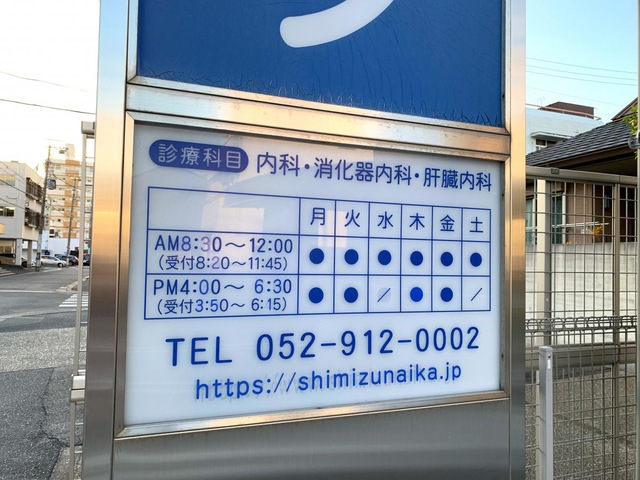 診療科目 内科・消化器内科・肝臓内科
月 火 水 木 金 土
AM8:30〜12:00 ● ● ● ● ● ●
(受付8:20〜11:45)
PM4:00〜 6:30 ● ● ／ ● ● ／
(受付3:50〜 6:15)
TEL 052-912-0002
https://shimizunaika.jp